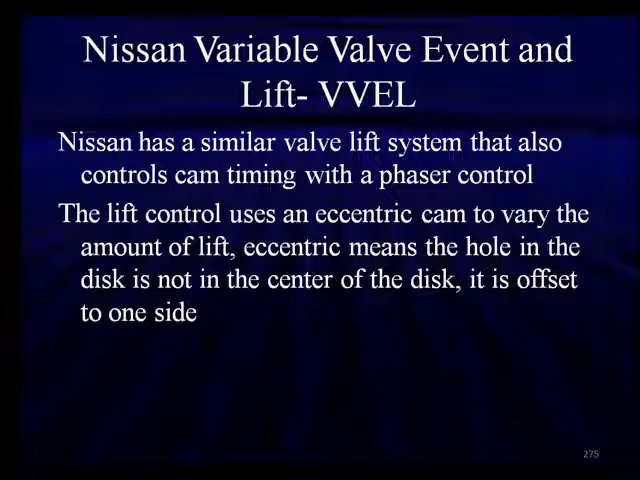 Nissan Variable Valve Event and
Lift- VVEL
Nissan has a similar valve lift system that also
controls cam timing with a phaser control
The lift control uses an eccentric cam to vary the
amount of lift, eccentric means the hole in the
disk is not in the center of the disk, it is offset
to one side
275